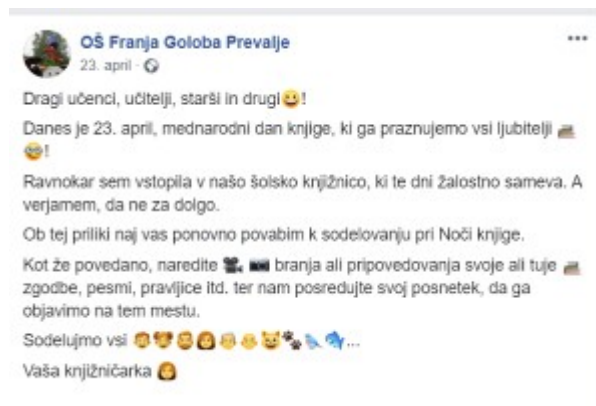 OŠ Franja Goloba Prevalje
23. april ·
Dragi učenci, učitelji, starši in drugi😀!
Danes je 23. april, mednarodni dan knjige, ki ga praznujemo vsi ljubitelji 📚
🤓!
Ravnokar sem vstopila v našo šolsko knjižnico, ki te dni žalostno sameva. A
verjamem, da ne za dolgo.
Ob tej priliki naj vas ponovno povabim k sodelovanju pri Noči knjige.
Kot že povedano, naredite 🎥 📷 branja ali pripovedovanja svoje ali tuje 📚
zgodbe, pesmi, pravljice itd. ter nam posredujte svoj posnetek, da ga
objavimo na tem mestu.
Sodelujmo vsi 👦👧👨👩👴👵😺🐾🐦🐟...
Vaša knjižničarka 👩